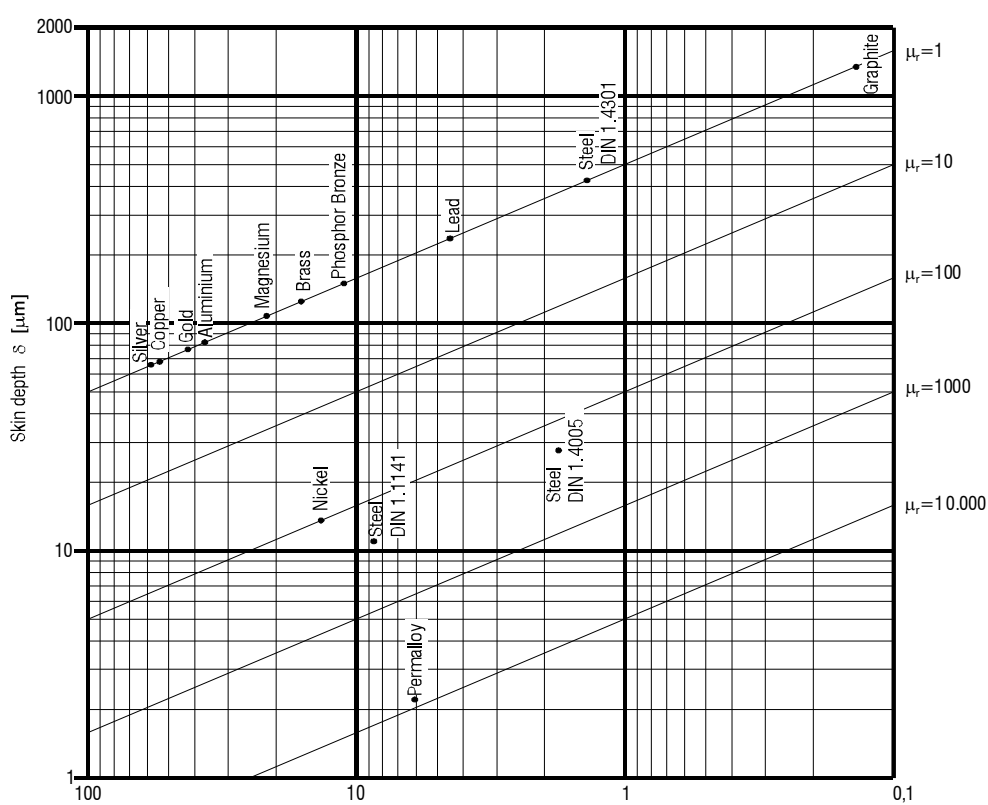 2000
1000
100
10
1
Skin depth δ [µm]
100
10
1
0,1
µr=1
µr=10
µr=100
µr=1000
µr=10.000
Silver
Copper
Gold
Aluminium
Magnesium
Brass
Phosphor Bronze
Lead
Steel
DIN 1.4301
Graphite
Nickel
Steel
DIN 1.1141
Steel
DIN 1.4005
Permalloy